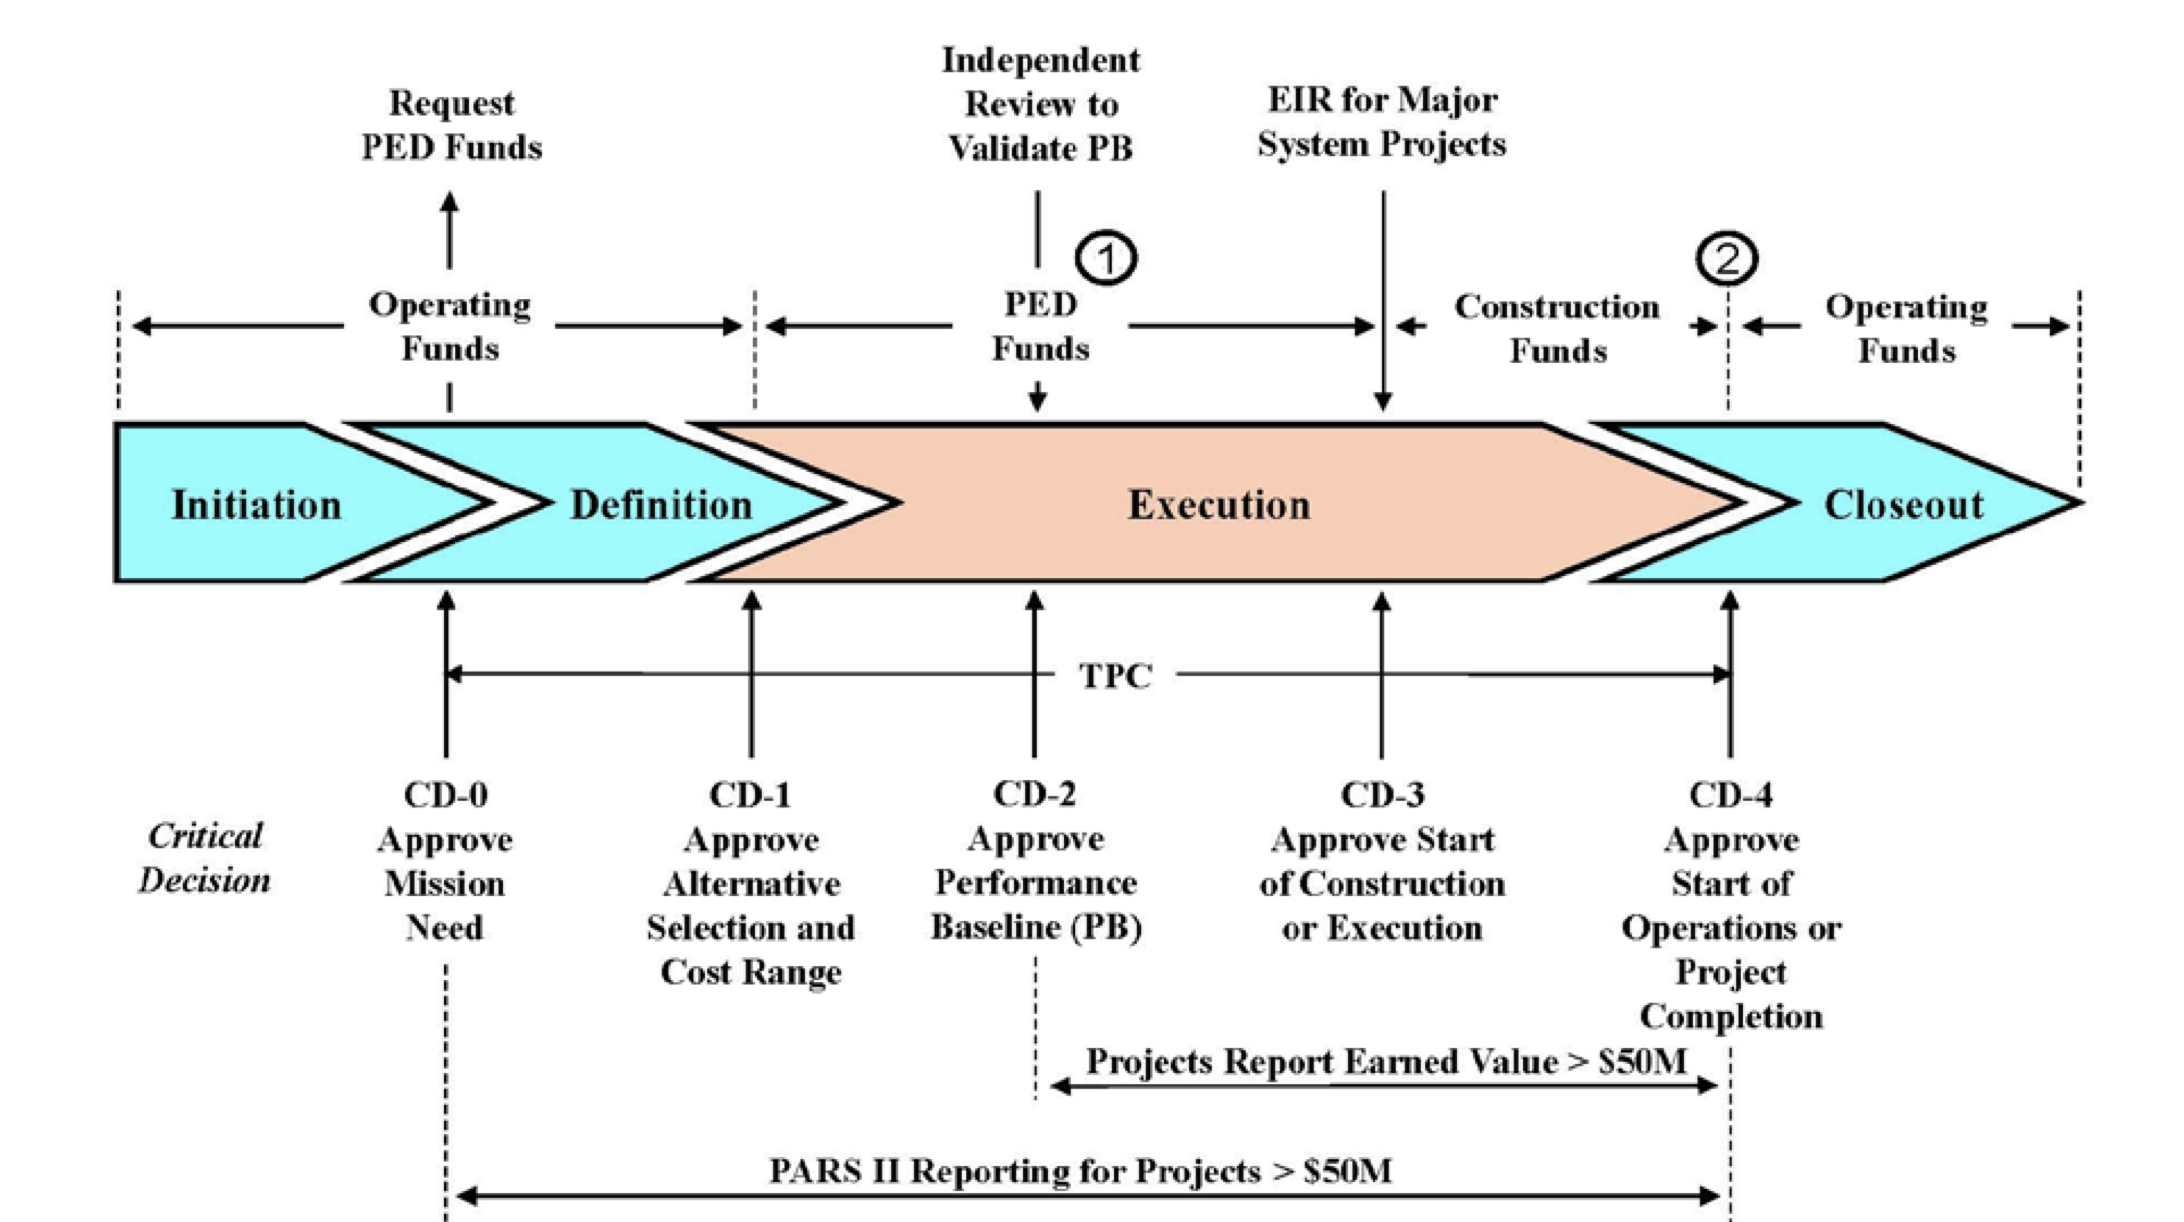 Request
PED Funds
Independent
Review to
Validate PB
EIR for Major
System Projects
1
2
Operating
Funds
PED
Funds
Construction
Funds
Operating
Funds
Initiation
Definition
Execution
Closeout
TPC
Critical
Decision
CD-0
Approve
Mission
Need
CD-1
Approve
Alternative
Selection and
Cost Range
CD-2
Approve
Performance
Baseline (PB)
CD-3
Approve Start
of Construction
or Execution
CD-4
Approve
Start of
Operations or
Project
Completion
Projects Report Earned Value > $50M
PARS II Reporting for Projects > $50M